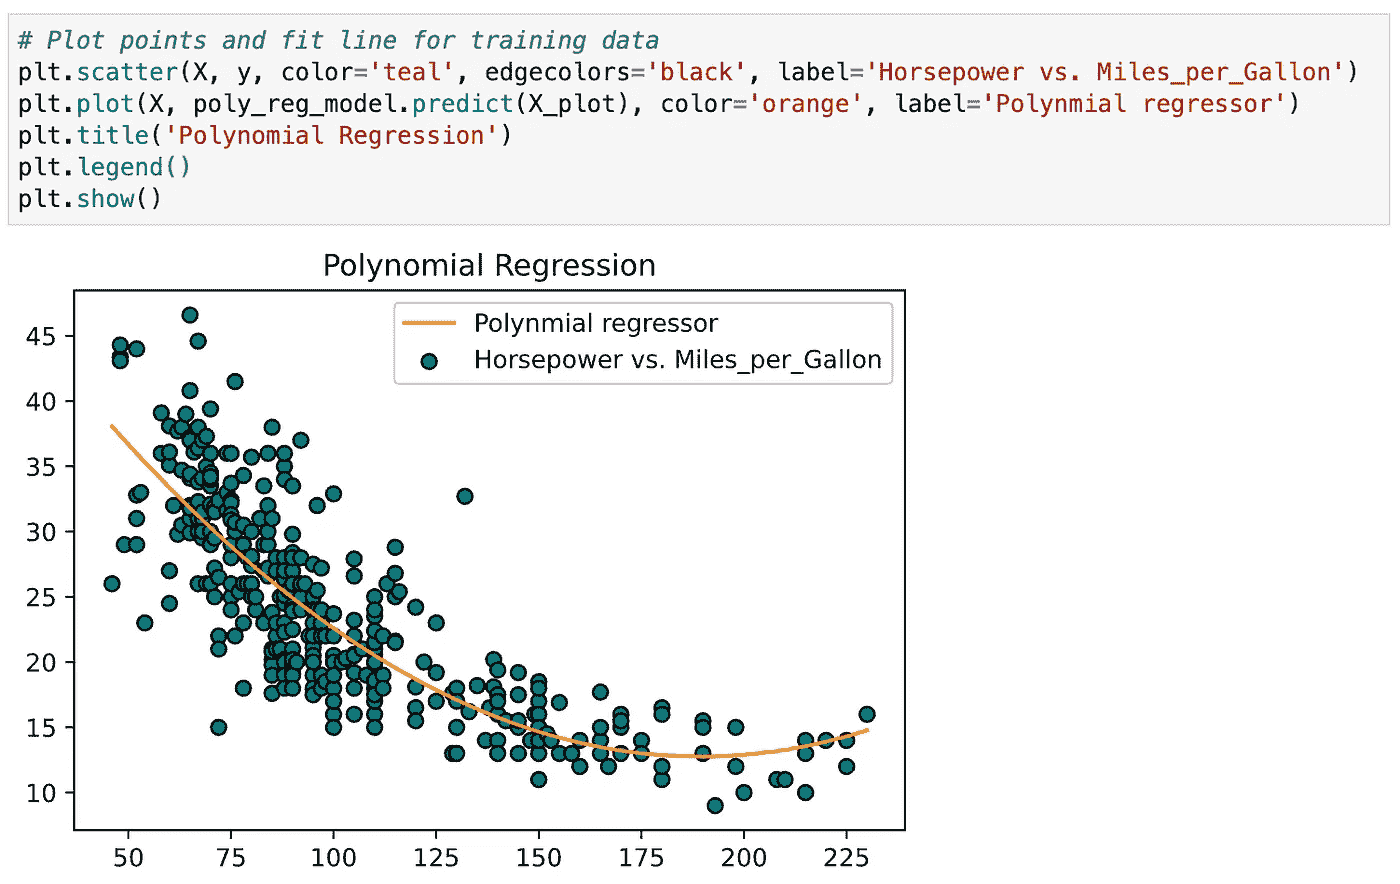 # Plot points and fit line for training data
plt.scatter(X, y, color='teal', edgecolors='black', label='Horsepower vs. Miles_per_Gallon')
plt.plot(X, poly_reg_model.predict(X_plot), color='orange', label='Polynmial regressor')
plt.title('Polynomial Regression')
plt.legend()
plt.show()
Polynomial Regression
Polynmial regressor
Horsepower vs. Miles_per_Gallon
45
40
35
30
25
20
15
10
50 75 100 125 150 175 200 225